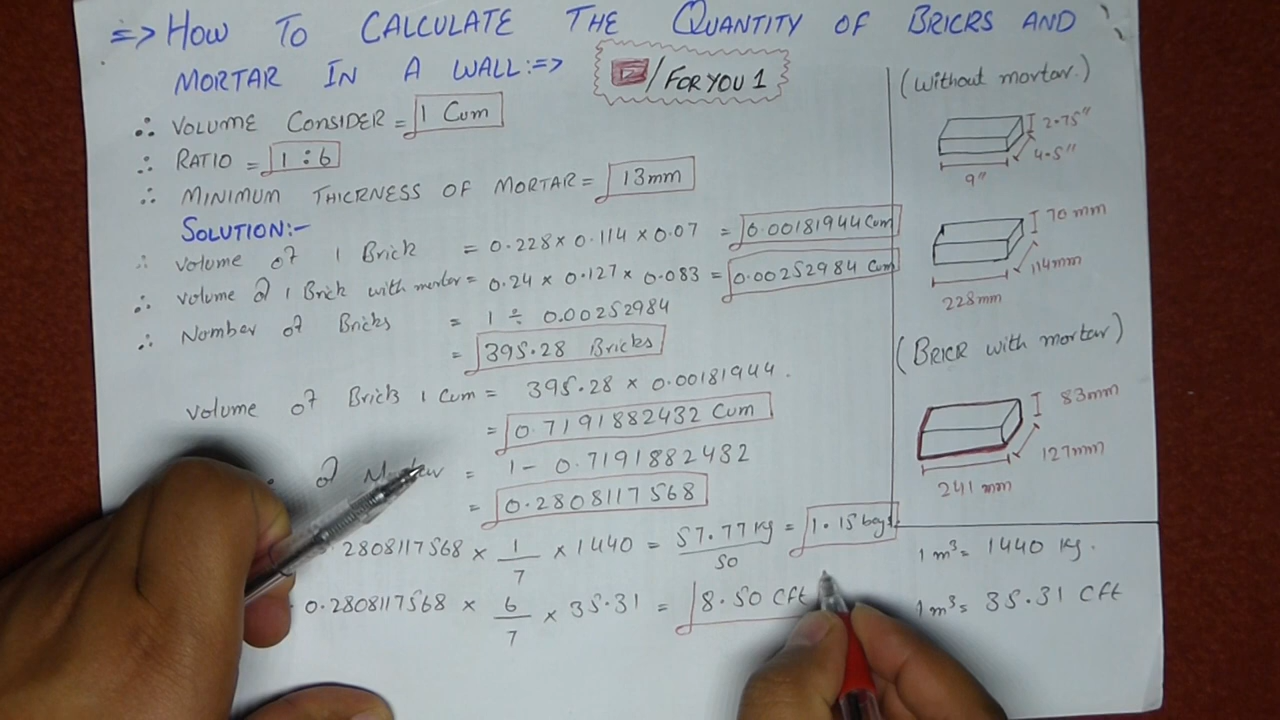 => HOW TO CALCULATE THE QUANTITY OF BRICKS AND
MORTAR IN A WALL:=>
/FOR YOU 1
∴ VOLUME CONSIDER = 1 Cum
∴ RATIO = 1:6
∴ MINIMUM THICKNESS OF MORTAR = 13mm
SOLUTION:-
∴ Volume of 1 Brick = 0.228 x 0.114 x 0.07 = 0.00181944 Cum
∴ Volume of 1 Brick with mortar = 0.24 x 0.127 x 0.083 = 0.00252984 Cum
∴ Number of Bricks = 1 ÷ 0.00252984
= 395.28 Bricks
Volume of Brick 1 Cum = 395.28 x 0.00181944.
= 0.7191882432 Cum
of = 1 - 0.7191882432
= 0.2808117568
2808117568 x 1/7 x 1440 = 57.77 Kg/50 = 1.15 bags
0.2808117568 x 6/7 x 35.31 = 8.50 Cft
(Without mortar.)
2.75"
4.5"
9"
70 mm
114mm
228mm
(BRICK with mortar)
83mm
127mm
241 mm
1 m³ = 1440 Kg.
1 m³ = 35.31 Cft